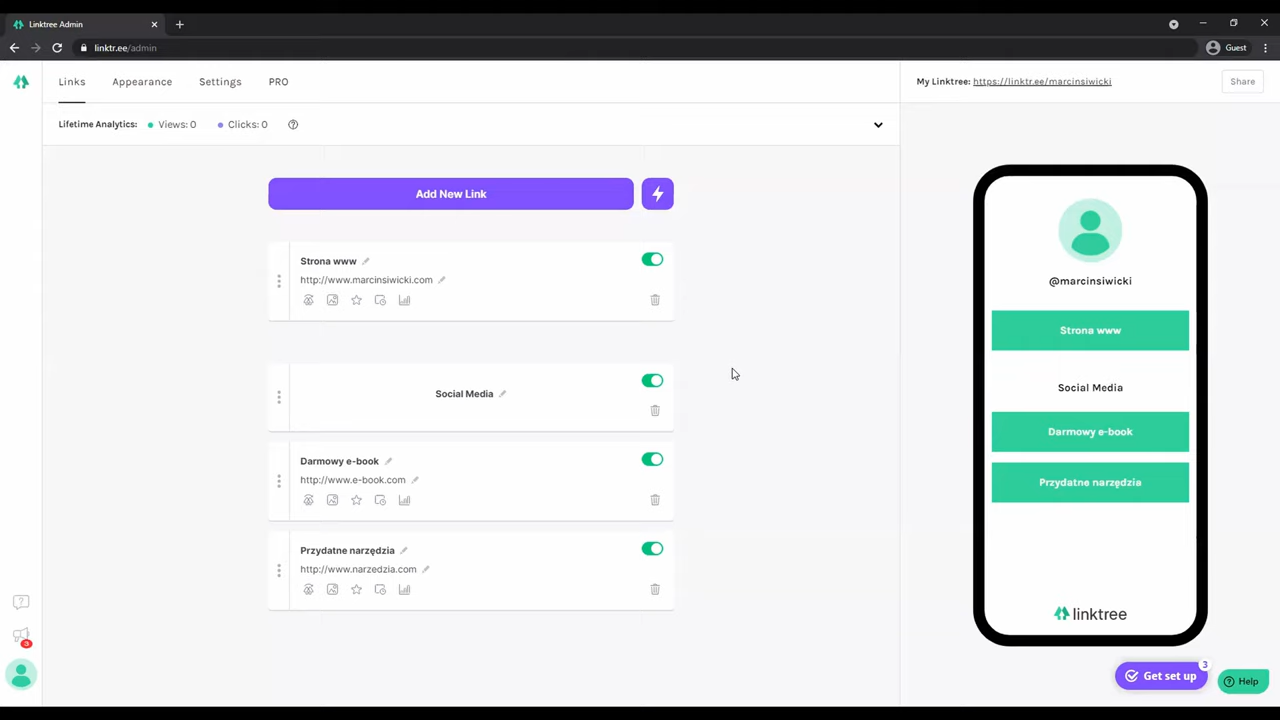 Linktree Admin
linktr.ee/admin
Guest
Links
Appearance
Settings
PRO
My Linktree: https://linktr.ee/marcinsiwicki
Share
Lifetime Analytics:
Views: 0
Clicks: 0
Add New Link
Strona www
http://www.marcinsiwicki.com
Social Media
Darmowy e-book
http://www.e-book.com
Przydatne narzędzia
http://www.narzedzia.com
@marcinsiwicki
Strona www
Social Media
Darmowy e-book
Przydatne narzędzia
linktree
3
Get set up
3
Help